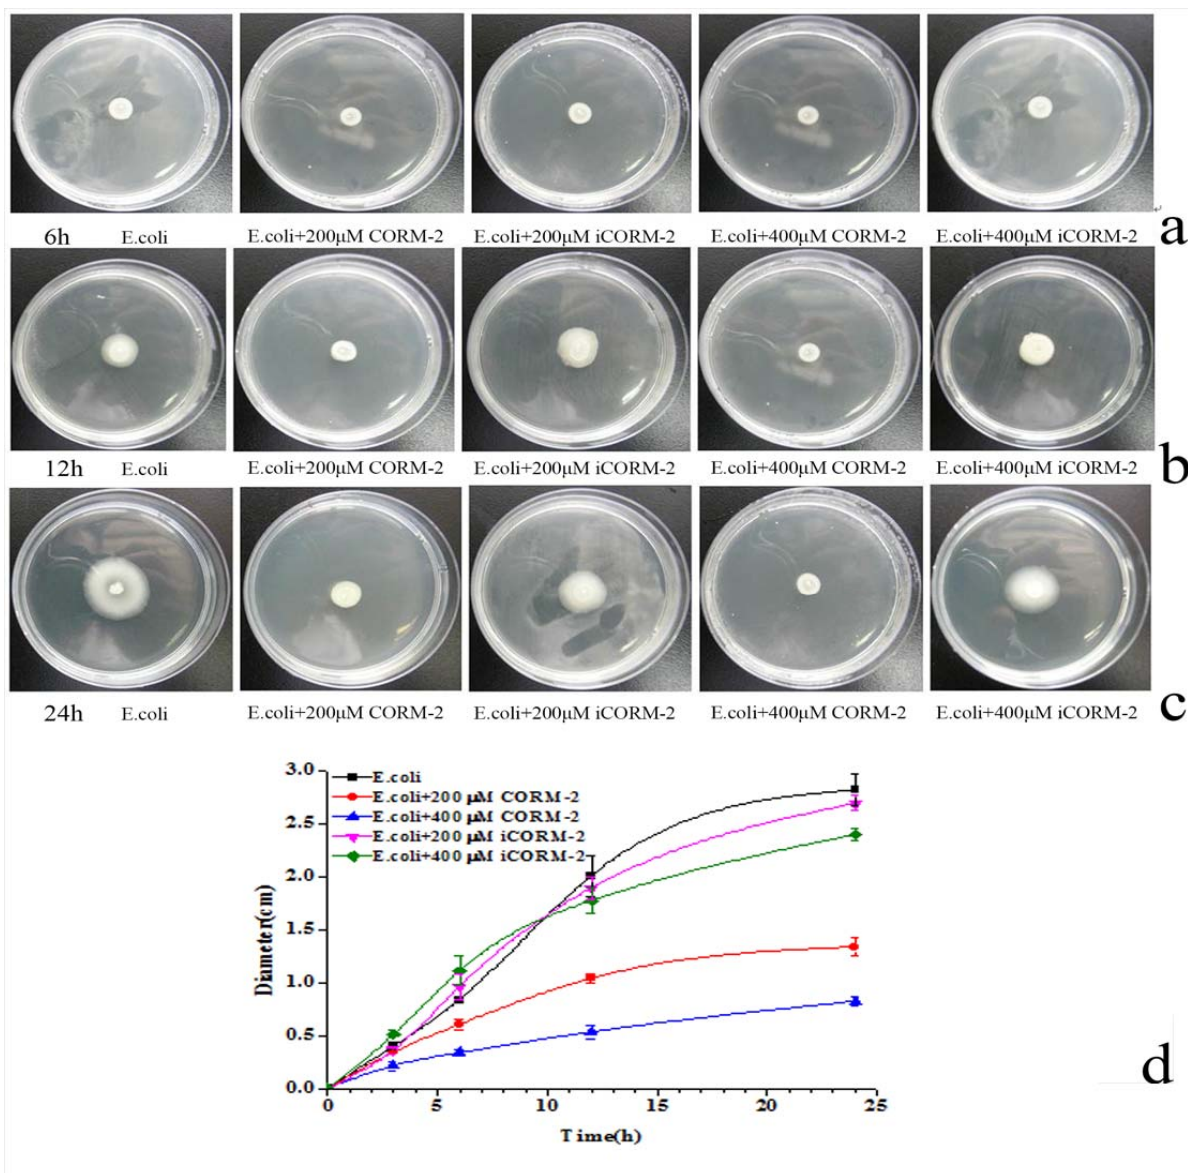 a
6h E.coli E.coli+200μM CORM-2 E.coli+200μM iCORM-2 E.coli+400μM CORM-2 E.coli+400μM iCORM-2
b
12h E.coli E.coli+200μM CORM-2 E.coli+200μM iCORM-2 E.coli+400μM CORM-2 E.coli+400μM iCORM-2
c
24h E.coli E.coli+200μM CORM-2 E.coli+200μM iCORM-2 E.coli+400μM CORM-2 E.coli+400μM iCORM-2
3.0
E.coli
E.coli+200 μM CORM-2
E.coli+400 μM CORM-2
E.coli+200 μM iCORM-2
E.coli+400 μM iCORM-2
2.5
2.0
1.5
1.0
0.5
0.0
Diameter(cm)
0 5 10 15 20 25
Time(h)
d